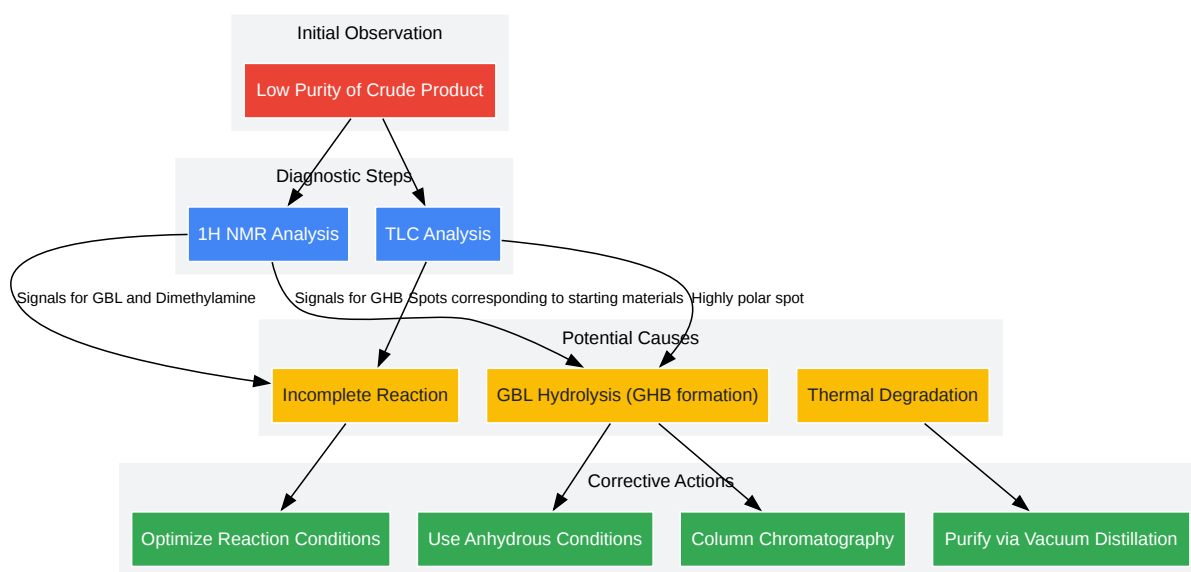 Initial Observation
Low Purity of Crude Product
Diagnostic Steps
1H NMR Analysis
TLC Analysis
Signals for GBL and Dimethylamine
Signals for GHB
Spots corresponding to starting materials
Highly polar spot
Potential Causes
Incomplete Reaction
GBL Hydrolysis (GHB formation)
Thermal Degradation
Corrective Actions
Optimize Reaction Conditions
Use Anhydrous Conditions
Column Chromatography
Purify via Vacuum Distillation